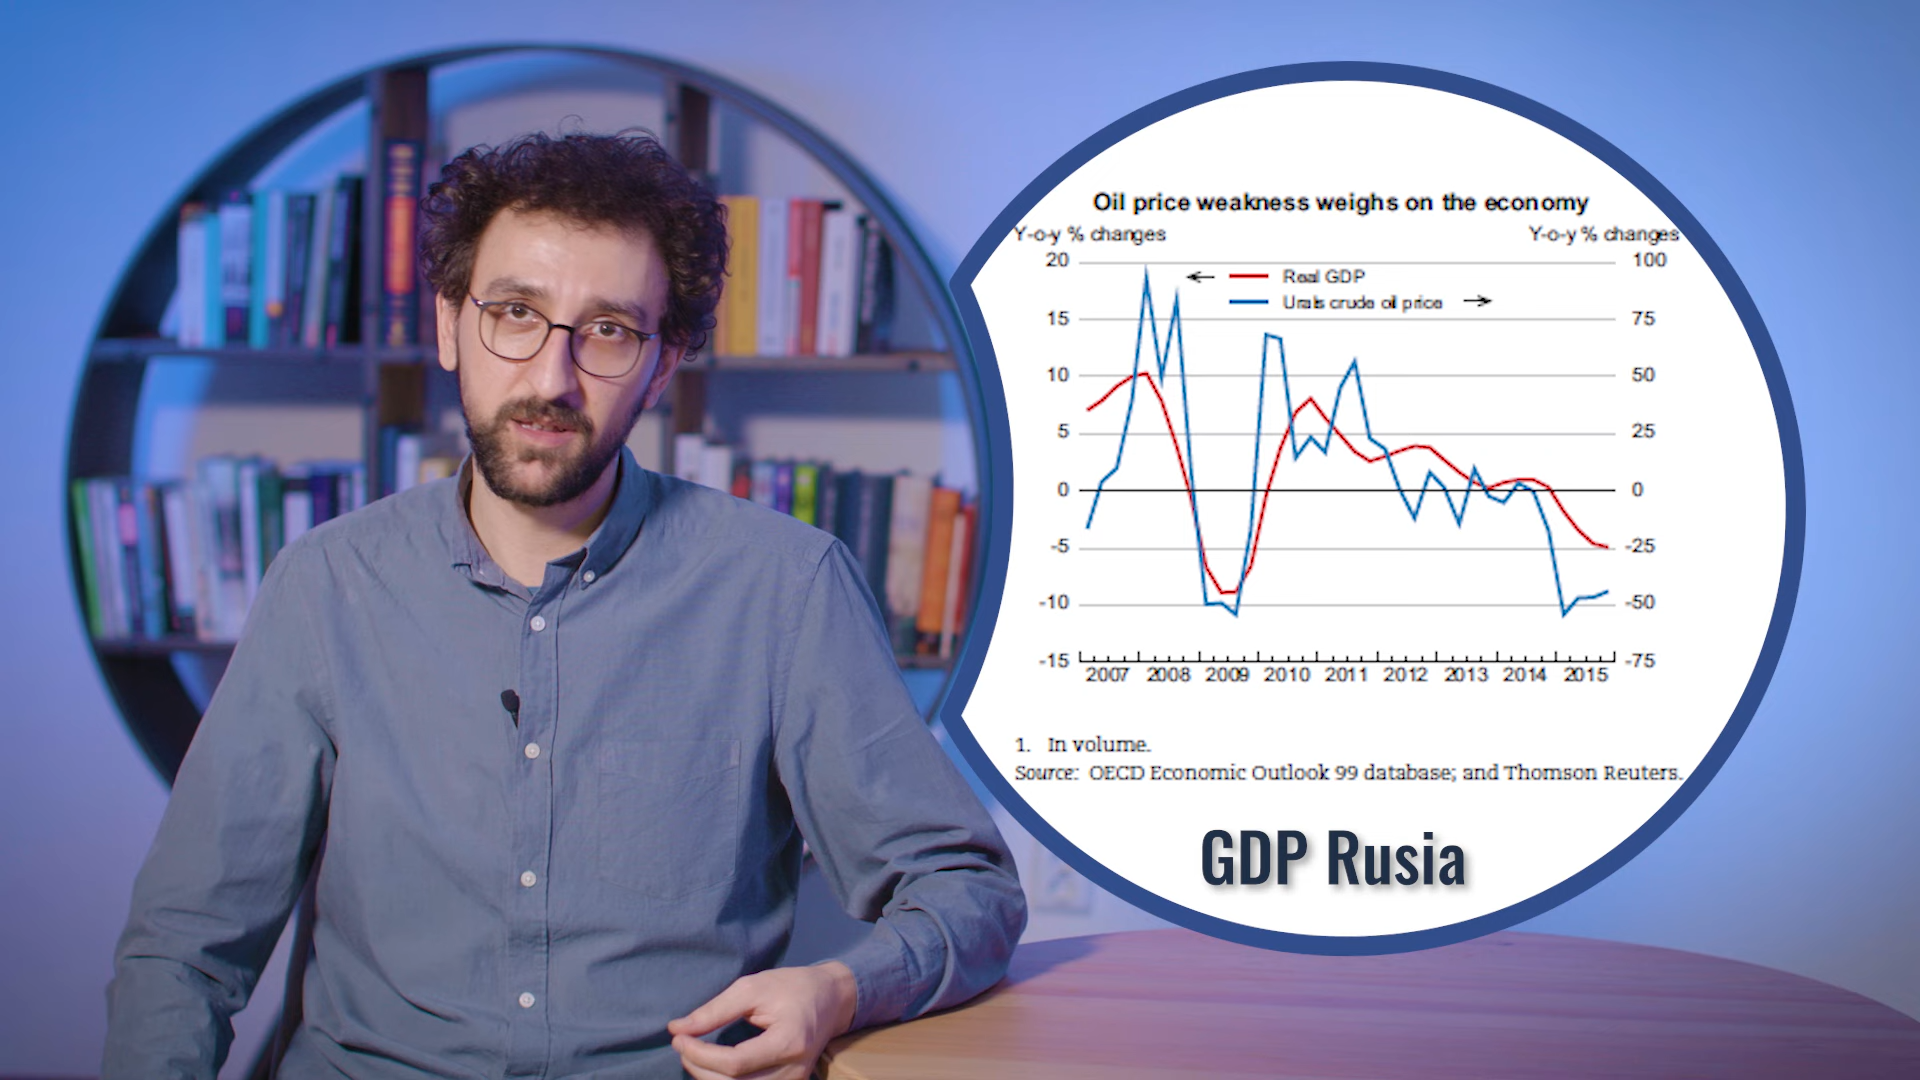 Oil price weakness weighs on the economy
Y-o-y % changes
Y-o-y % changes
20
100
Real GDP
Urals crude oil price
15
75
10
50
5
25
0
0
-5
-25
-10
-50
-15
-75
2007 2008 2009 2010 2011 2012 2013 2014 2015
1. In volume.
Source: OECD Economic Outlook 99 database; and Thomson Reuters.
GDP Rusia